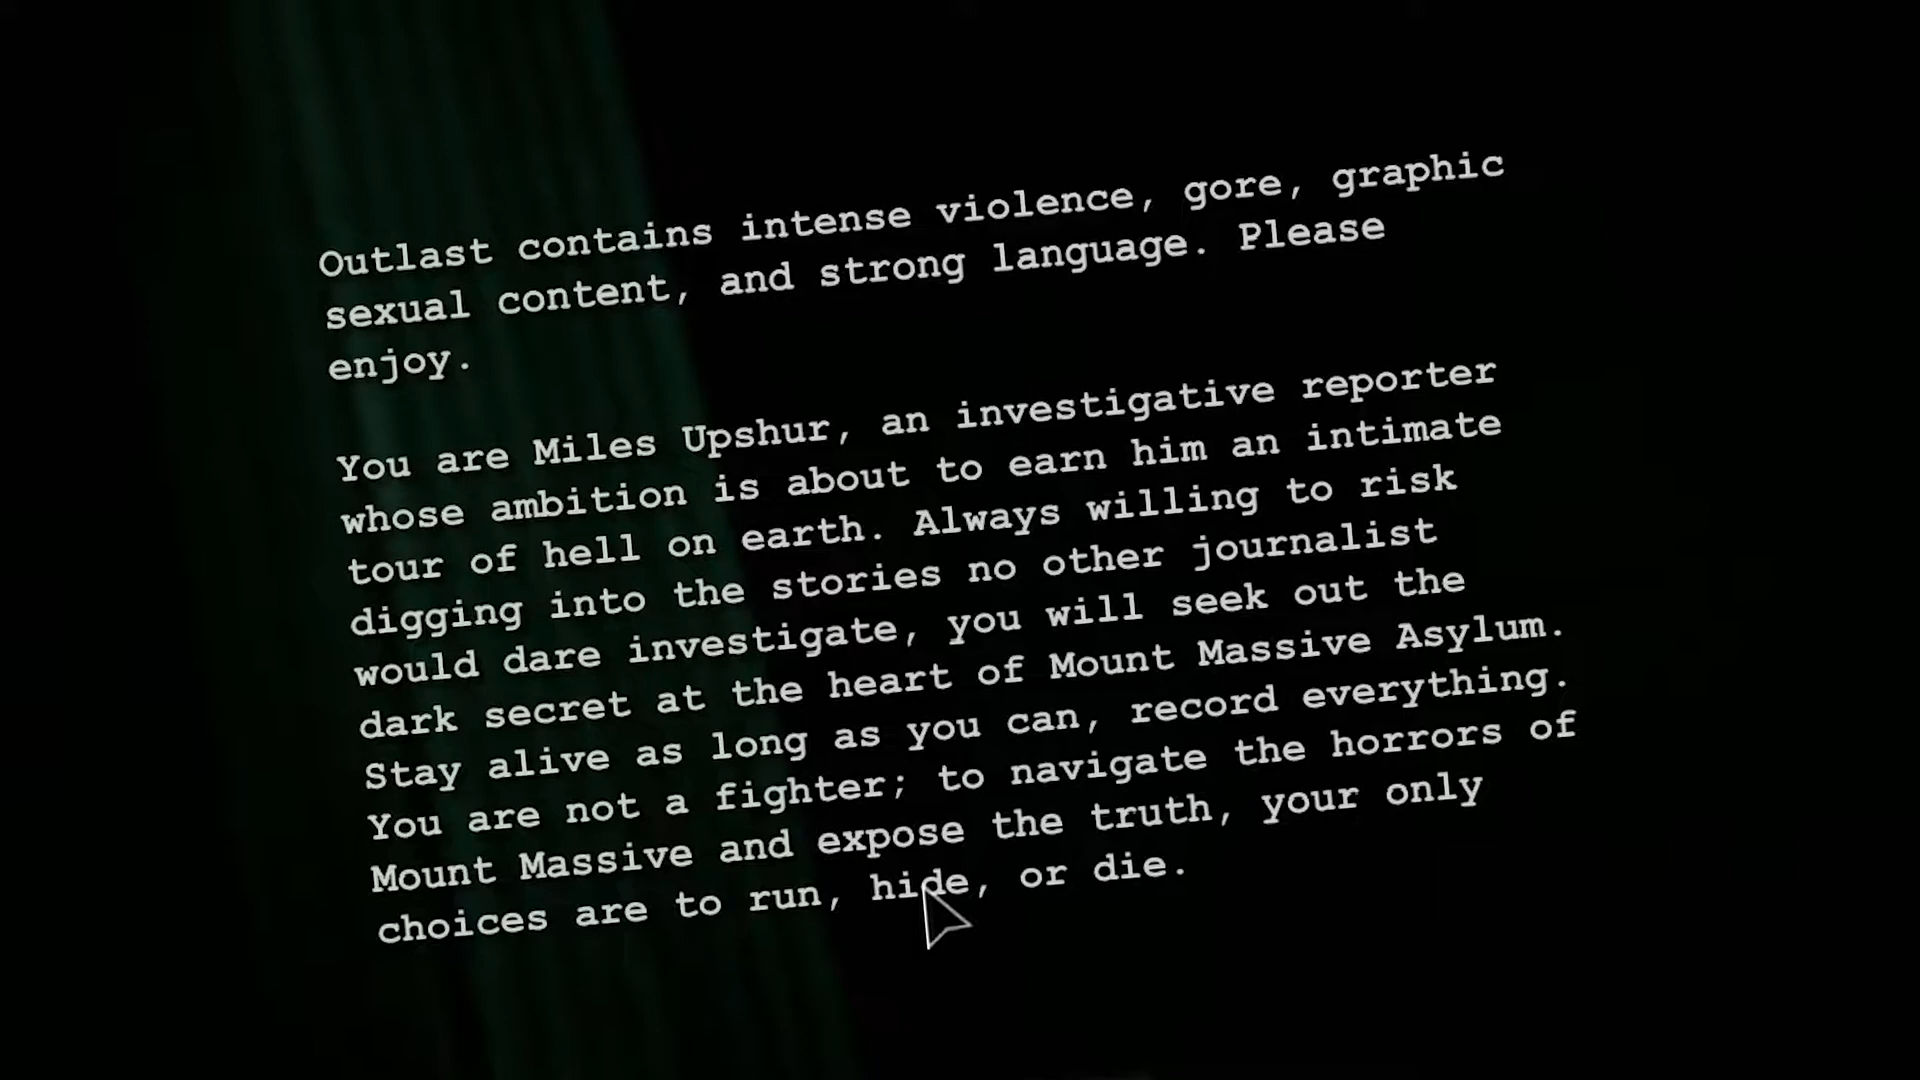 Outlast contains intense violence, gore, graphic
sexual content, and strong language. Please
enjoy.
You are Miles Upshur, an investigative reporter
whose ambition is about to earn him an intimate
tour of hell on earth. Always willing to risk
digging into the stories no other journalist
would dare investigate, you will seek out the
dark secret at the heart of Mount Massive Asylum.
Stay alive as long as you can, record everything.
You are not a fighter; to navigate the horrors of
Mount Massive and expose the truth, your only
choices are to run, hide, or die.